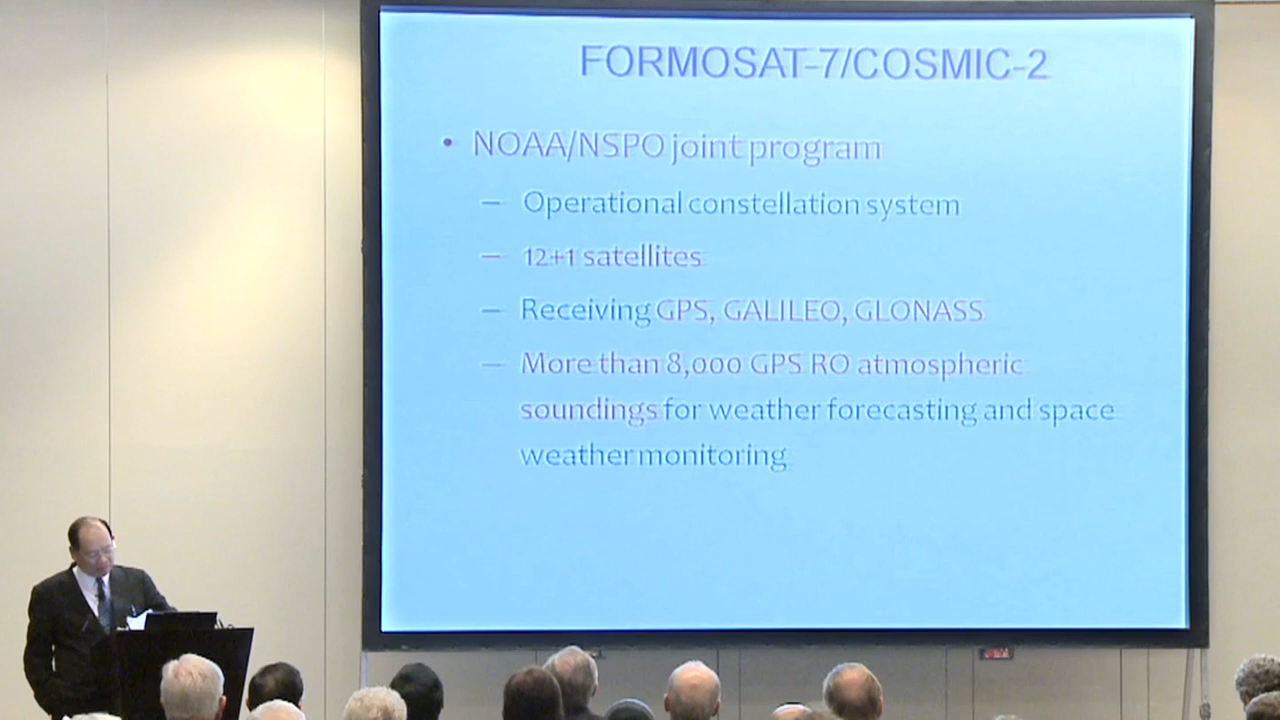 FORMOSAT-7/COSMIC-2
• NOAA/NSPO joint program
– Operational constellation system
– 12+1 satellites
– Receiving GPS, GALILEO, GLONASS
– More than 8,000 GPS RO atmospheric
soundings for weather forecasting and space
weather monitoring